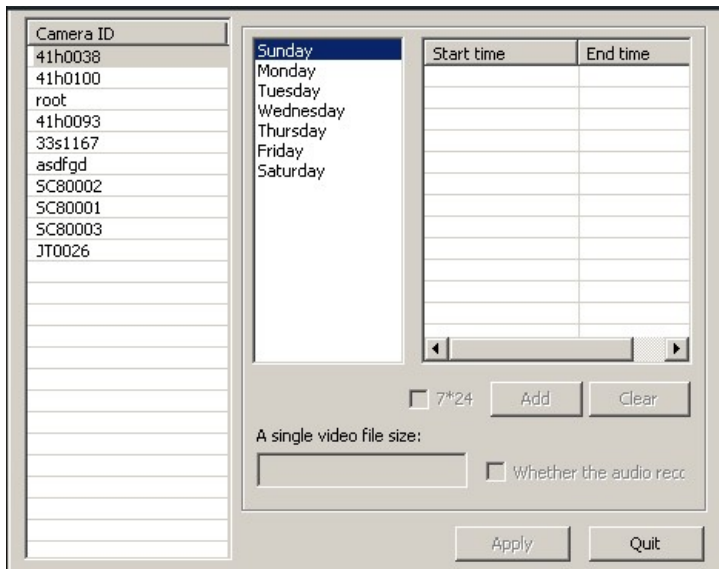 Camera ID
41h0038
41h0100
root
41h0093
33s1167
asdfgd
SC80002
SC80001
SC80003
JT0026
Sunday
Monday
Tuesday
Wednesday
Thursday
Friday
Saturday
Start time End time
7*24 Add Clear
A single video file size:
Whether the audio recc
Apply Quit